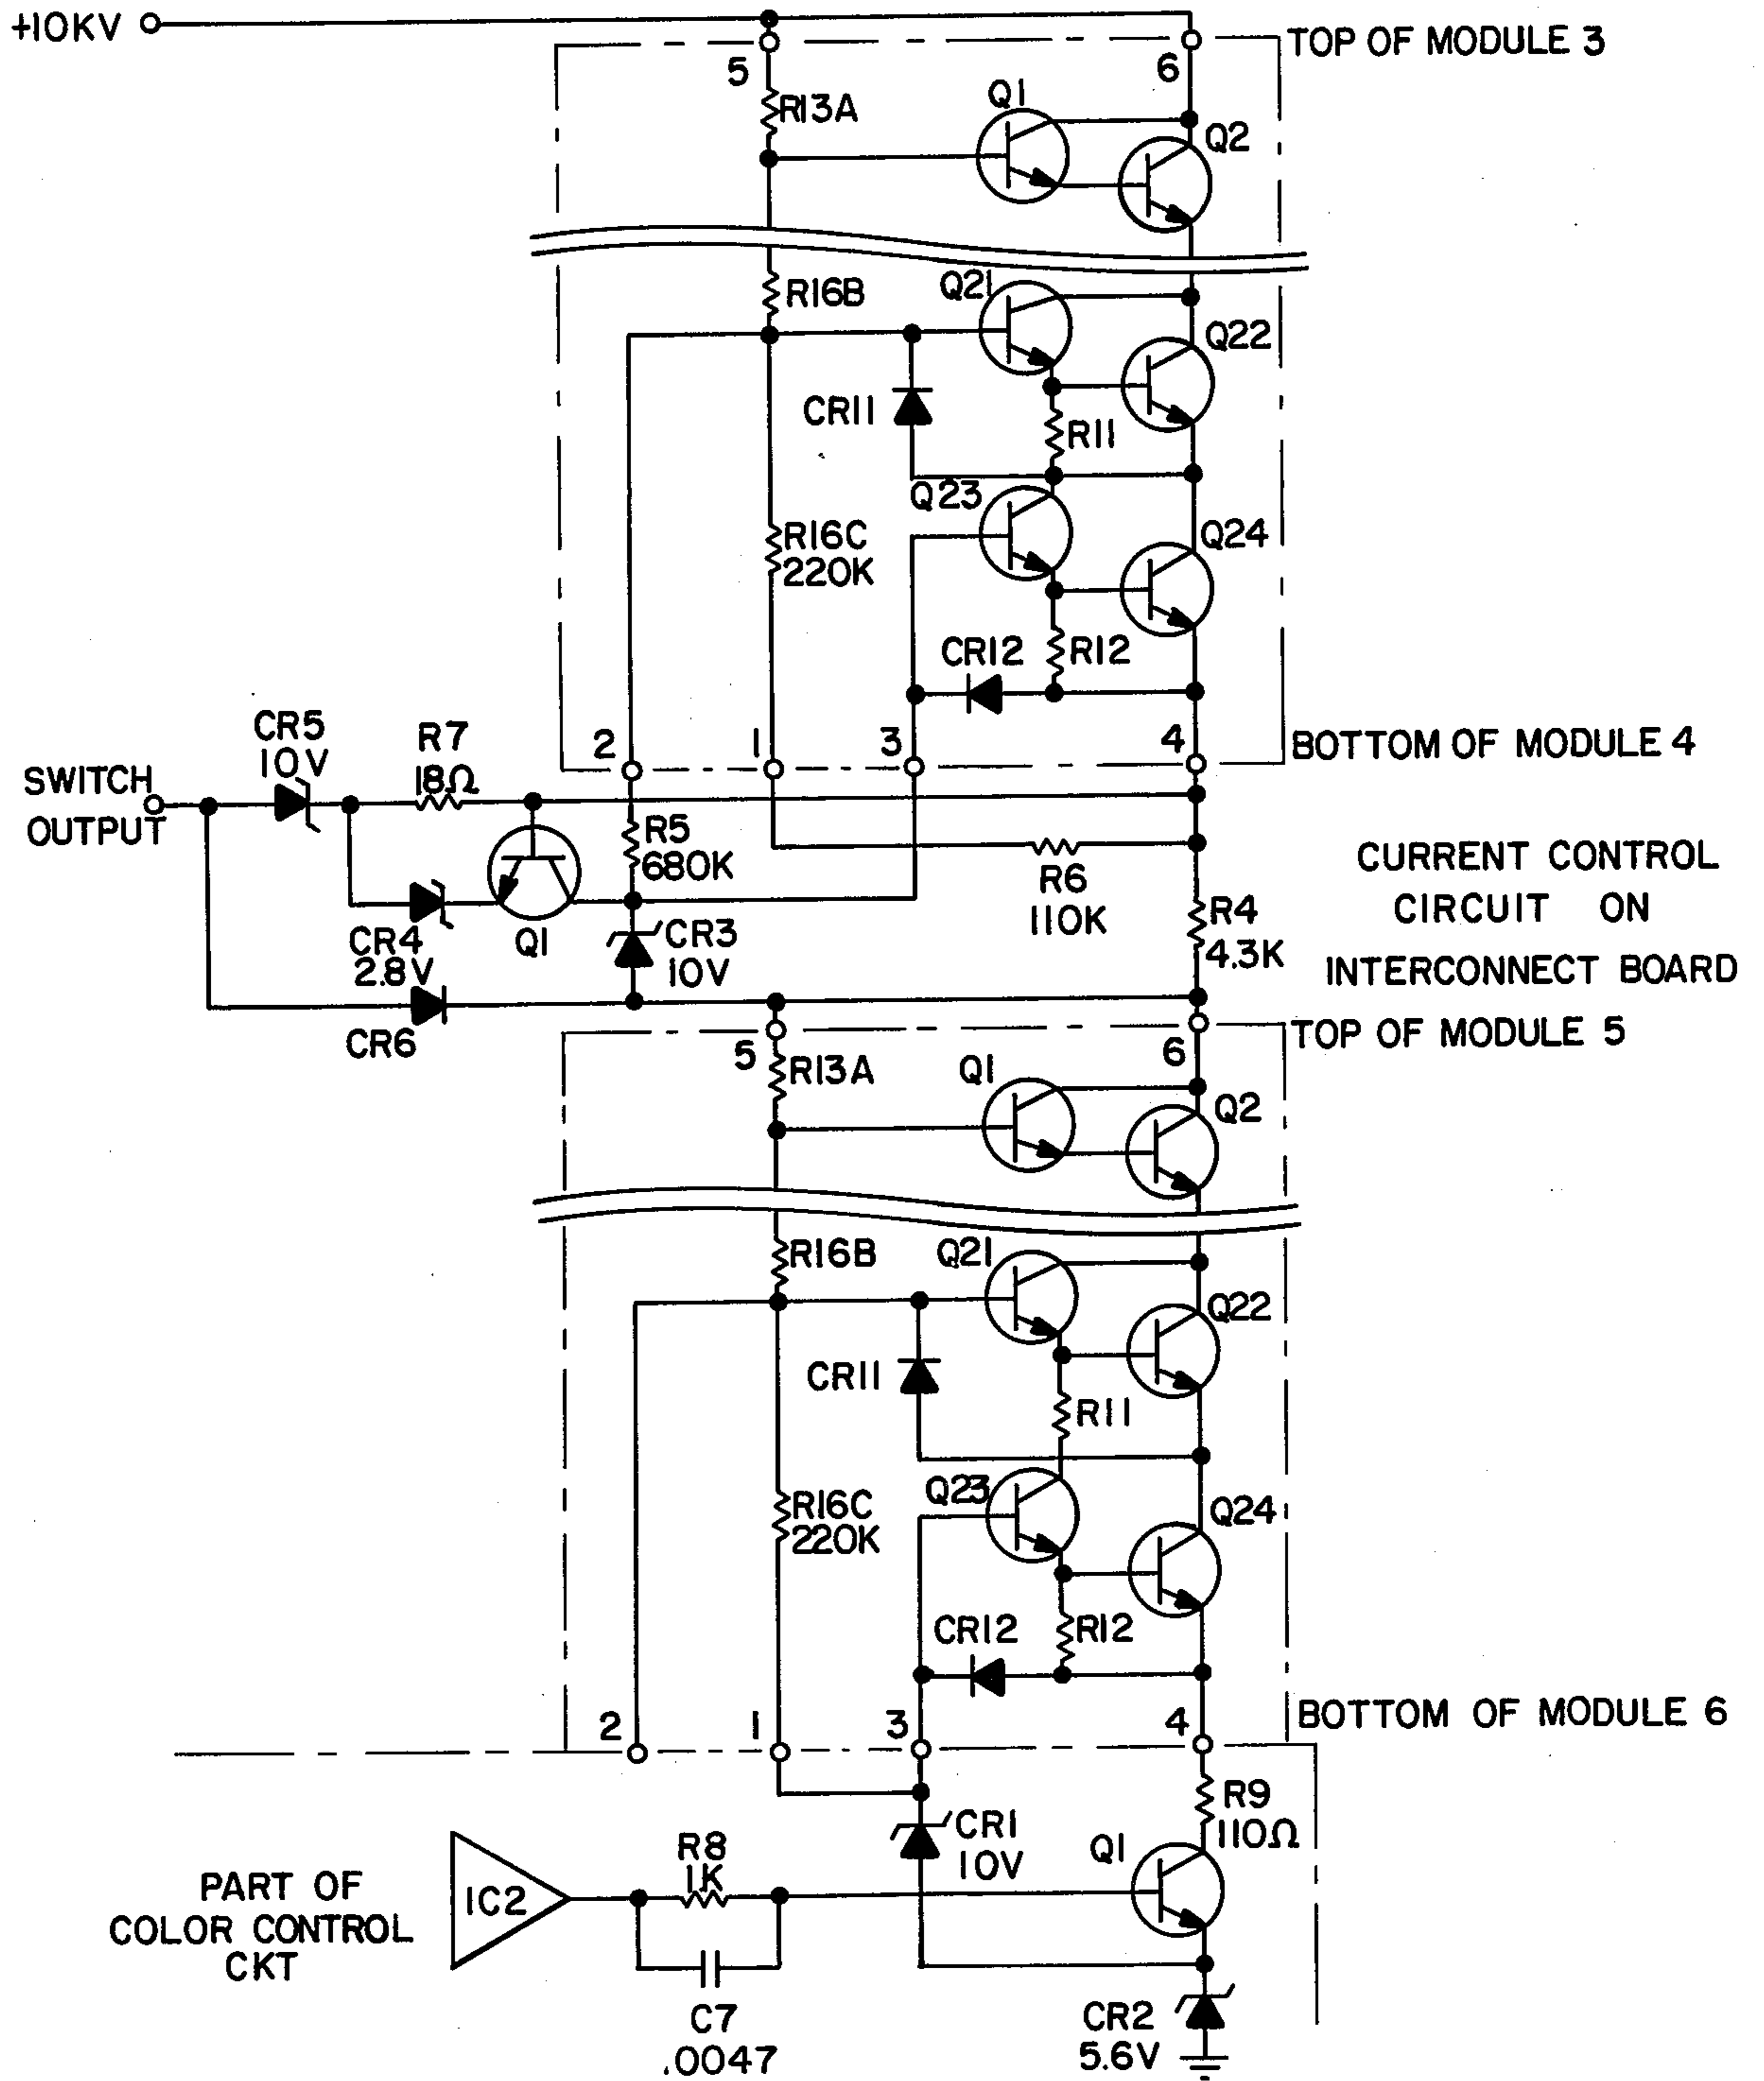 +10KV
TOP OF MODULE 3
5
6
R13A
Q1
Q2
R16B
Q21
Q22
CR11
R11
Q23
R16C
220K
Q24
CR12
R12
2
1
3
4
BOTTOM OF MODULE 4
CR5
10V
R7
18Ω
SWITCH
OUTPUT
R5
680K
CR4
2.8V
Q1
CR3
10V
R6
110K
R4
4.3K
CURRENT CONTROL
CIRCUIT ON
INTERCONNECT BOARD
CR6
TOP OF MODULE 5
5
6
R13A
Q1
Q2
R16B
Q21
Q22
CR11
R11
Q23
R16C
220K
Q24
CR12
R12
2
1
3
4
BOTTOM OF MODULE 6
R9
110Ω
CR1
10V
Q1
R8
1K
IC2
PART OF
COLOR CONTROL
CKT
C7
.0047
CR2
5.6V